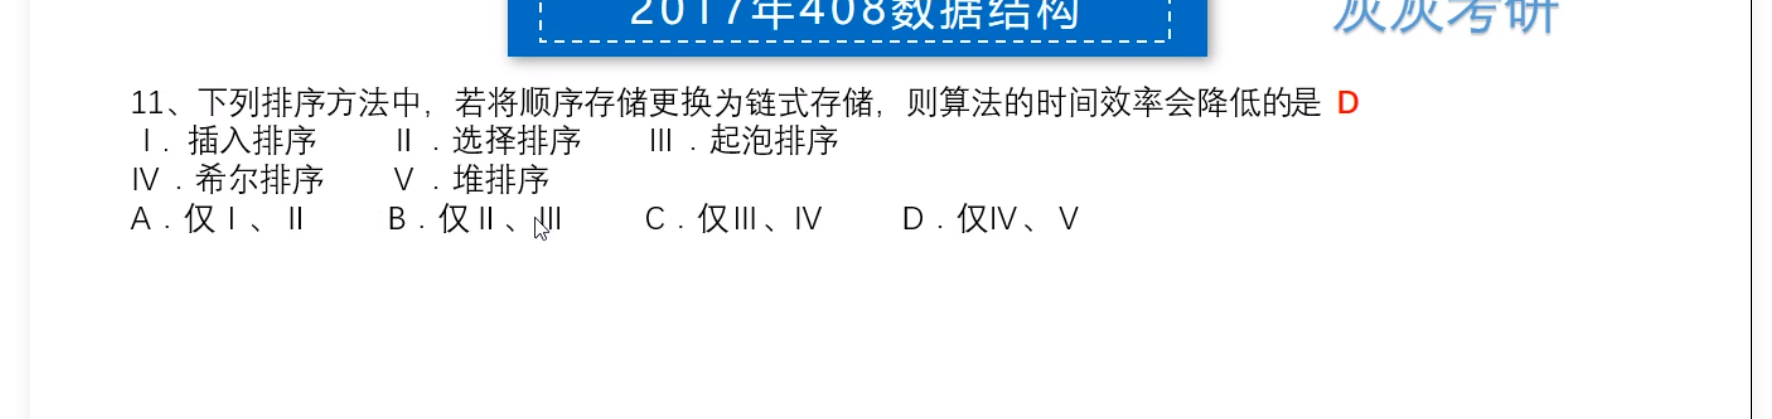 2017年408数据结构
灰灰考研
11、下列排序方法中，若将顺序存储更换为链式存储，则算法的时间效率会降低的是 D
Ⅰ．插入排序 Ⅱ．选择排序 Ⅲ．起泡排序
Ⅳ．希尔排序 Ⅴ．堆排序
A．仅Ⅰ、Ⅱ B．仅Ⅱ、Ⅲ C．仅Ⅲ、Ⅳ D．仅Ⅳ、Ⅴ